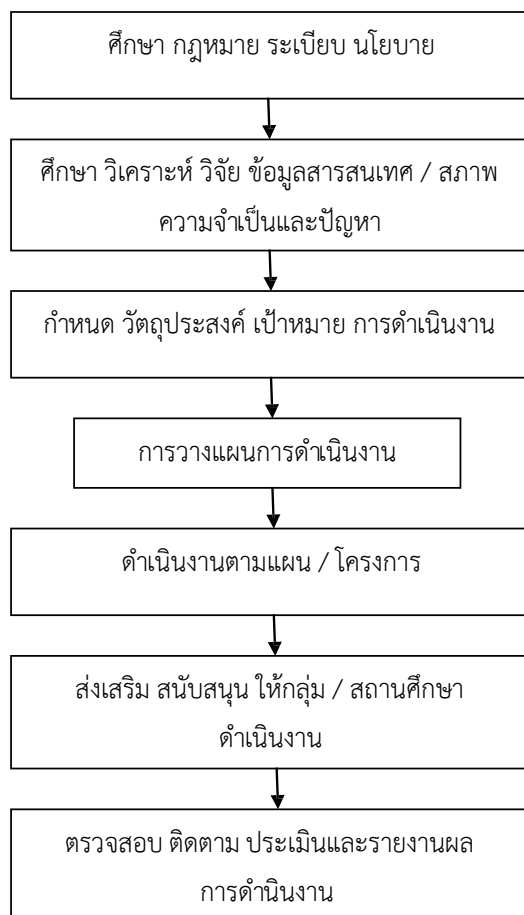 ศึกษา กฎหมาย ระเบียบ นโยบาย
ศึกษา วิเคราะห์ วิจัย ข้อมูลสารสนเทศ / สภาพ
ความจำเป็นและปัญหา
กำหนด วัตถุประสงค์ เป้าหมาย การดำเนินงาน
การวางแผนการดำเนินงาน
ดำเนินงานตามแผน / โครงการ
ส่งเสริม สนับสนุน ให้กลุ่ม / สถานศึกษา
ดำเนินงาน
ตรวจสอบ ติดตาม ประเมินและรายงานผล
การดำนินงาน